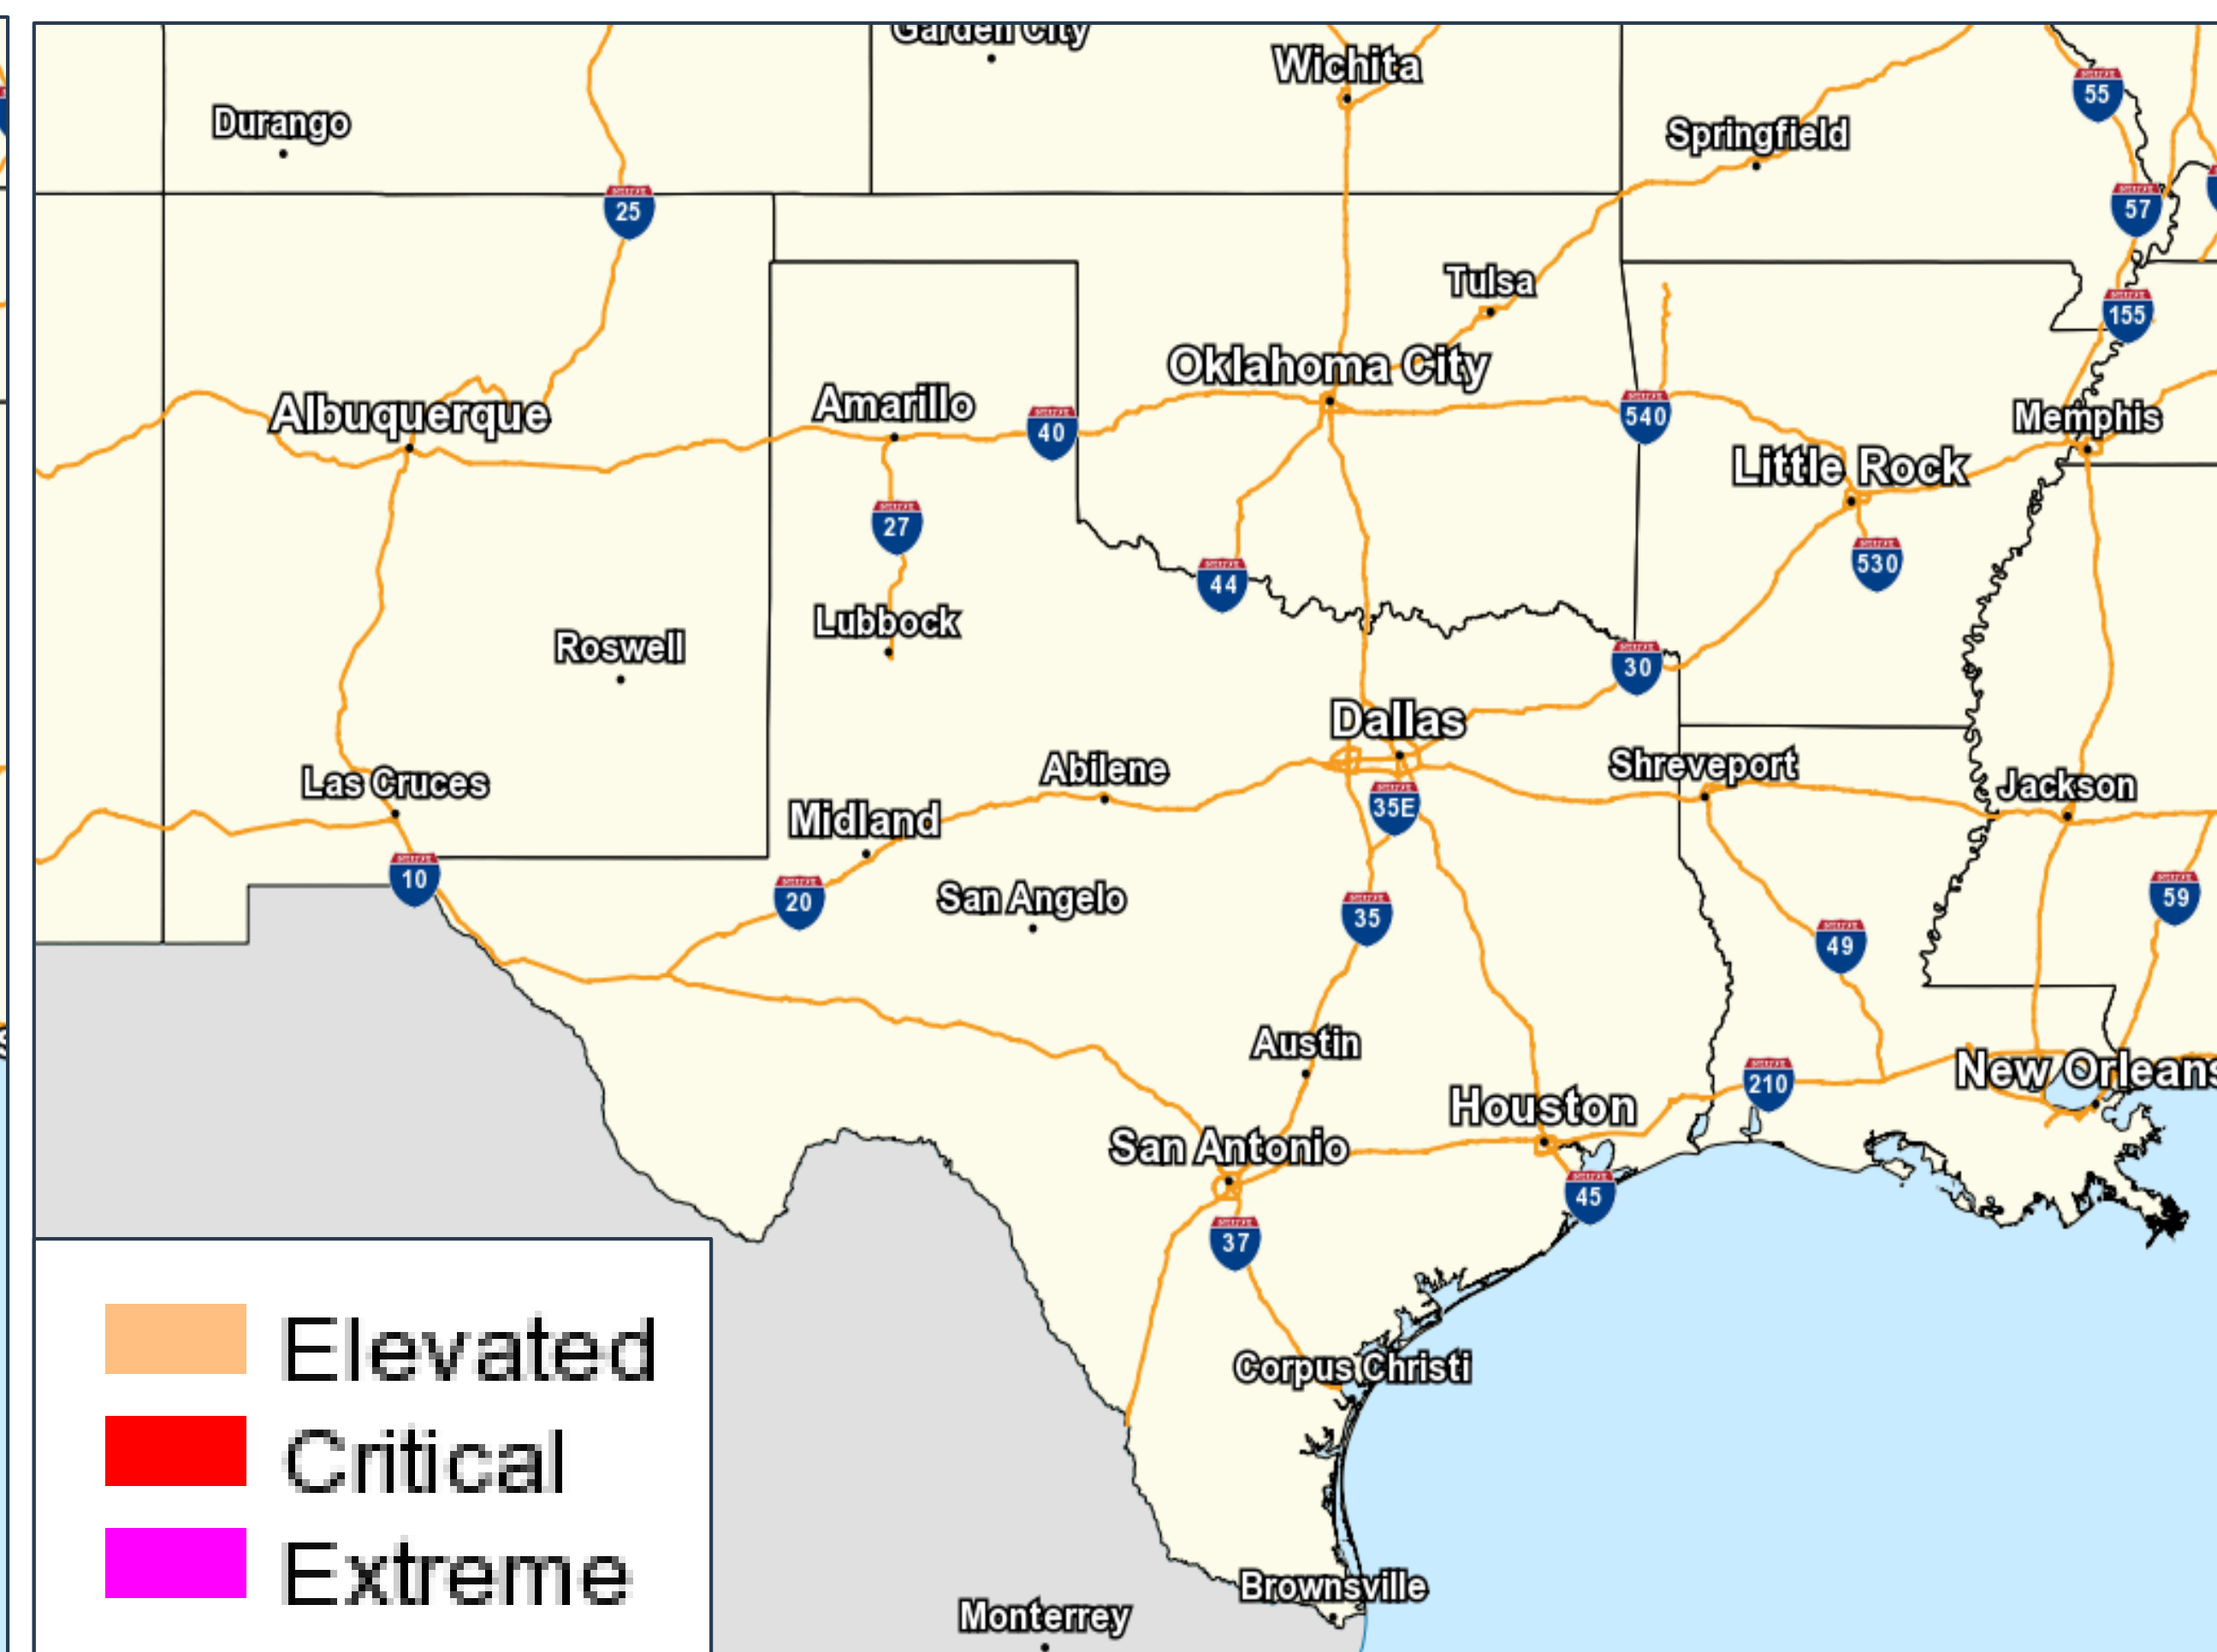 Garden City
Wichita
55
Durango
Springfield
25
57
Tulsa
155
Oklahoma City
Albuquerque
Amarillo
40
540
Memphis
Little Rock
27
530
44
Lubbock
Roswell
30
Dallas
Shreveport
Abilene
Las Cruces
Jackson
Midland
35E
10
20
San Angelo
35
59
49
Austin
New Orleans
210
Houston
San Antonio
45
37
Elevated
Corpus Christi
Critical
Extreme
Brownsville
Monterrey